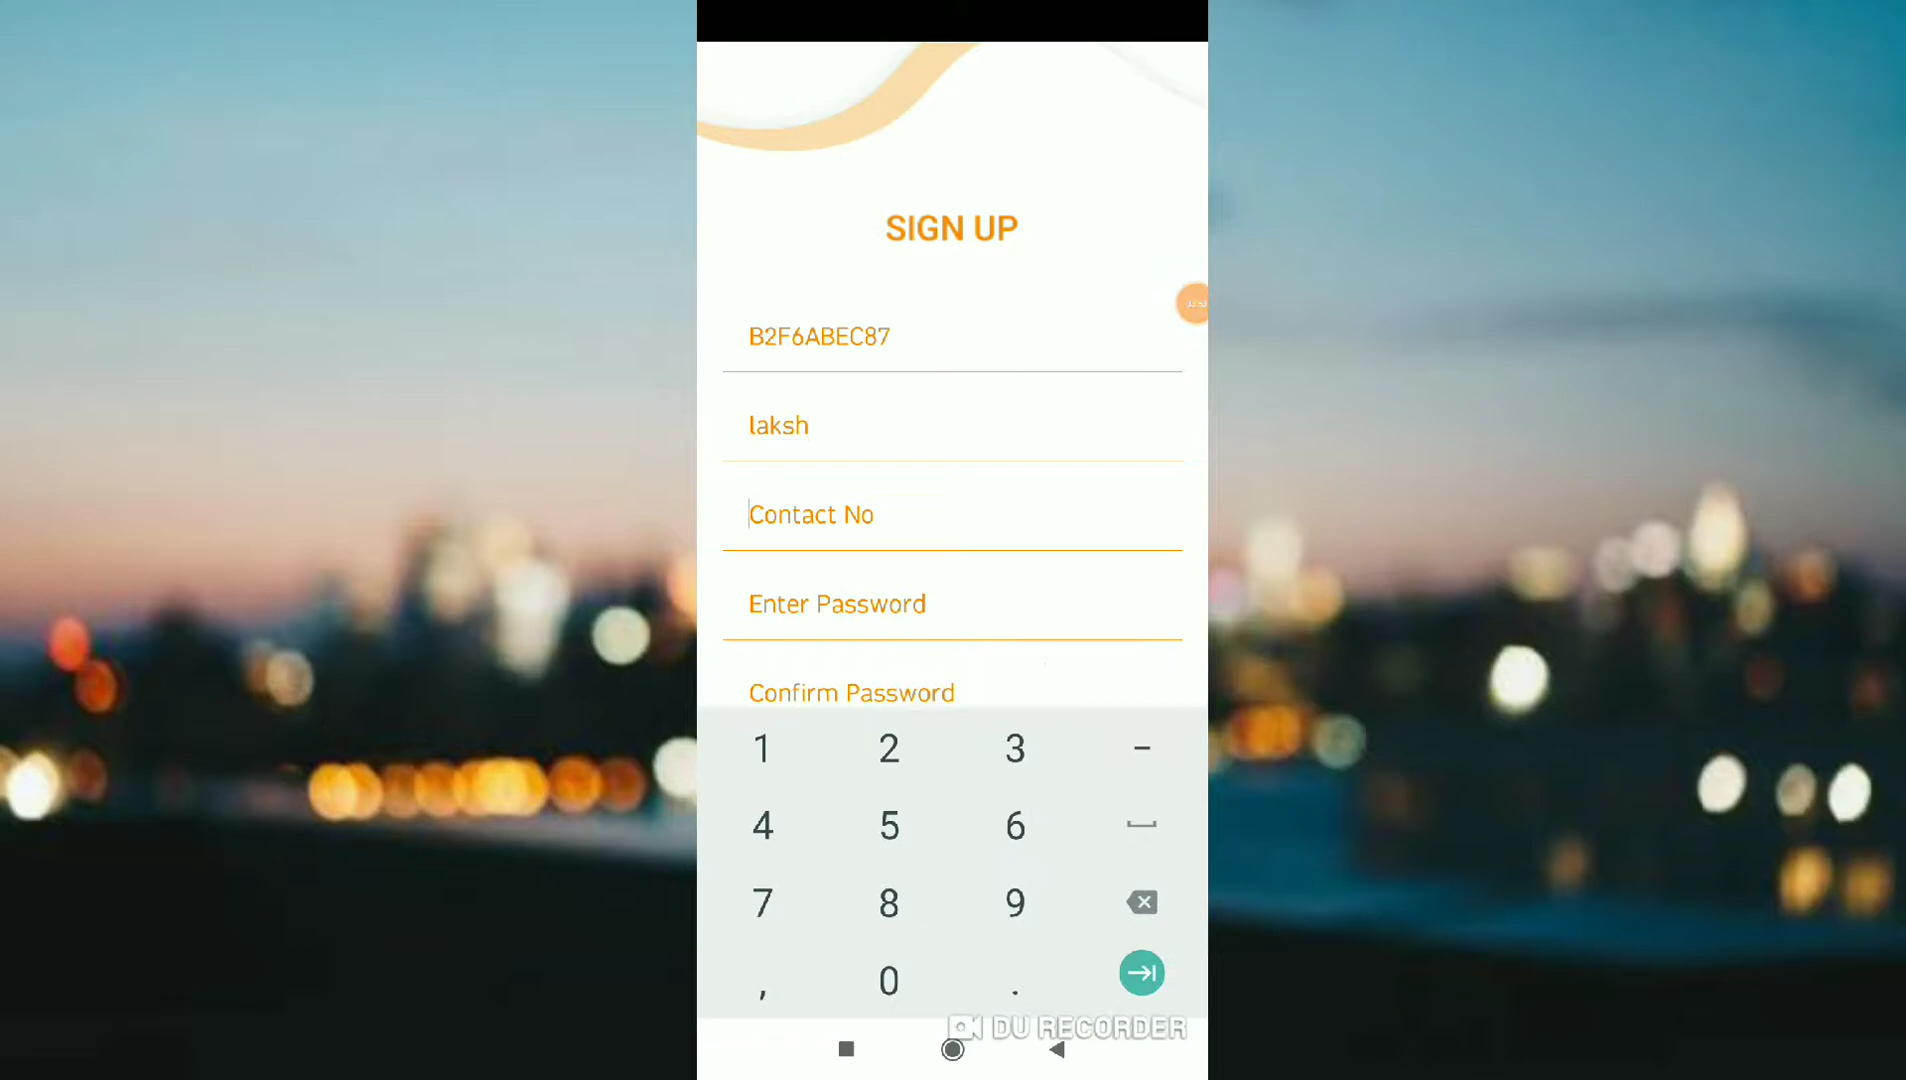 SIGN UP
B2F6ABEC87
laksh
Contact No
Enter Password
Confirm Password
1 2 3 -
4 5 6
7 8 9
, 0 .
DU RECORDER